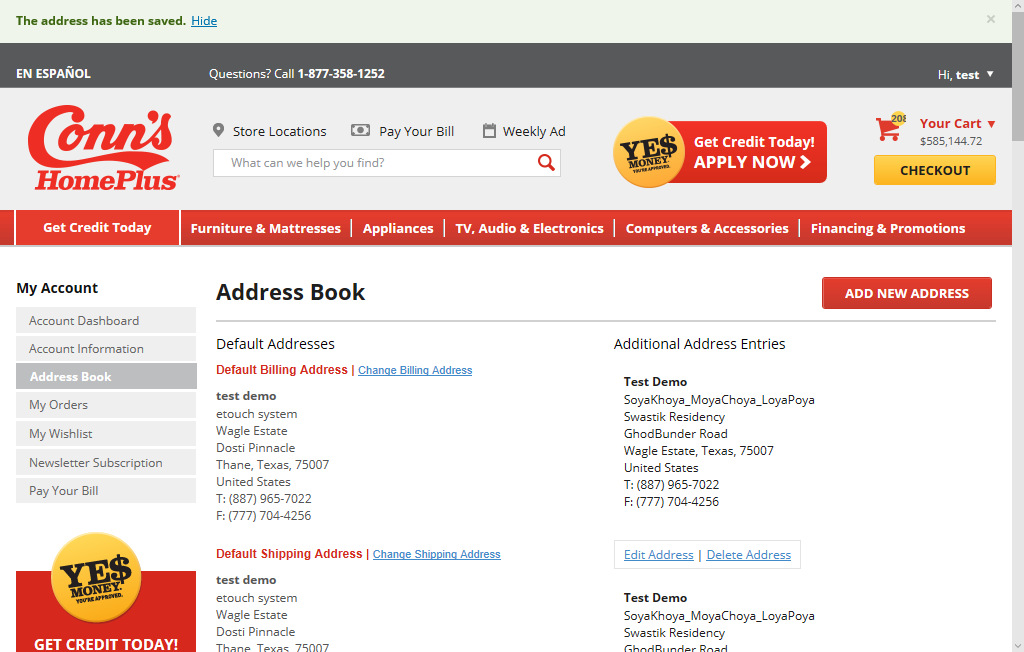 The address has been saved. Hide
×
EN ESPAÑOL
Questions? Call 1-877-358-1252
Hi, test ▼
Conn's
HomePlus
Store Locations
Pay Your Bill
Weekly Ad
What can we help you find?
YE$
MONEY.
YOU'RE APPROVED.
Get Credit Today!
APPLY NOW
208
Your Cart ▼
$585,144.72
CHECKOUT
Get Credit Today
Furniture & Mattresses
Appliances
TV, Audio & Electronics
Computers & Accessories
Financing & Promotions
My Account
Account Dashboard
Account Information
Address Book
My Orders
My Wishlist
Newsletter Subscription
Pay Your Bill
YE$
MONEY.
YOU'RE APPROVED.
GET CREDIT TODAY!
Address Book
ADD NEW ADDRESS
Default Addresses
Default Billing Address | Change Billing Address
test demo
etouch system
Wagle Estate
Dosti Pinnacle
Thane, Texas, 75007
United States
T: (887) 965-7022
F: (777) 704-4256
Default Shipping Address | Change Shipping Address
test demo
etouch system
Wagle Estate
Dosti Pinnacle
Thane, Texas, 75007
Additional Address Entries
Test Demo
SoyaKhoya_MoyaChoya_LoyaPoya
Swastik Residency
GhodBunder Road
Wagle Estate, Texas, 75007
United States
T: (887) 965-7022
F: (777) 704-4256
Edit Address | Delete Address
Test Demo
SoyaKhoya_MoyaChoya_LoyaPoya
Swastik Residency
GhodBunder Road